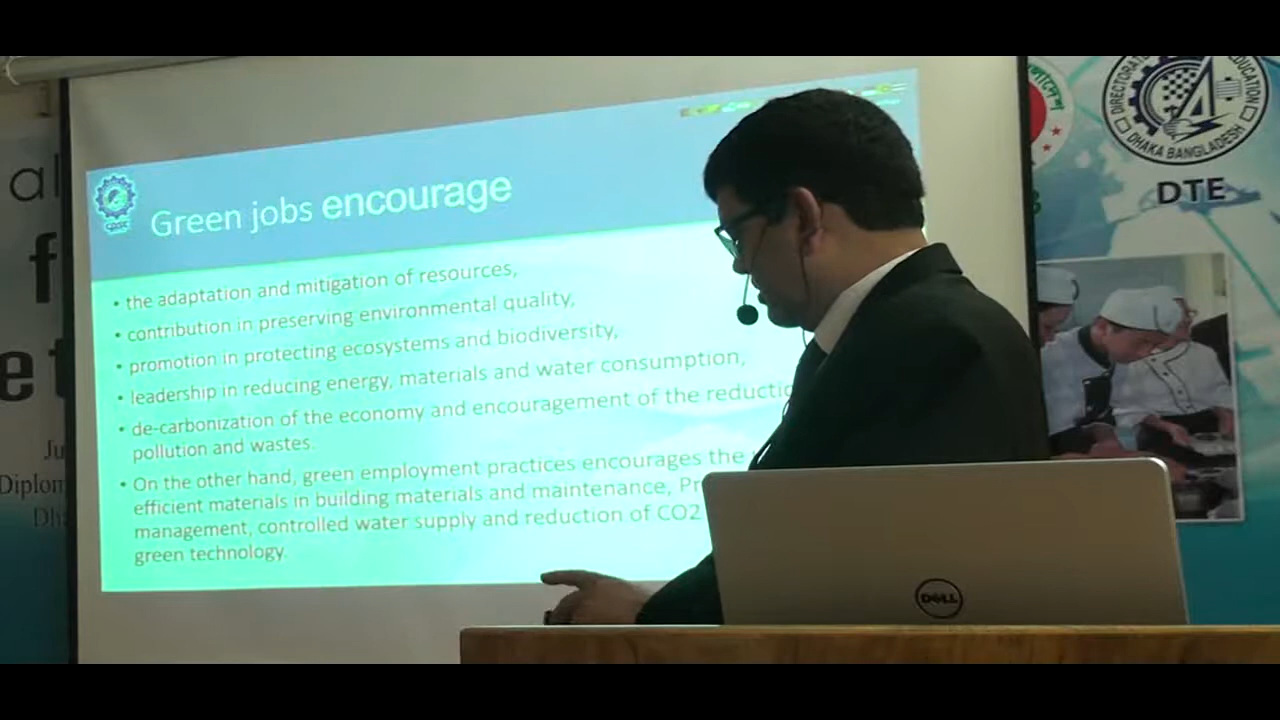 Green jobs encourage
• the adaptation and mitigation of resources,
• contribution in preserving environmental quality,
• promotion in protecting ecosystems and biodiversity,
• leadership in reducing energy, materials and water consumption,
• de-carbonization of the economy and encouragement of the
pollution and wastes.
• On the other hand, green employment practices encourages the
efficient materials in building materials and maintenance,
management, controlled water supply and reduction of CO2
green technology.
DELL
DHAKA BANGLADESH
DTE